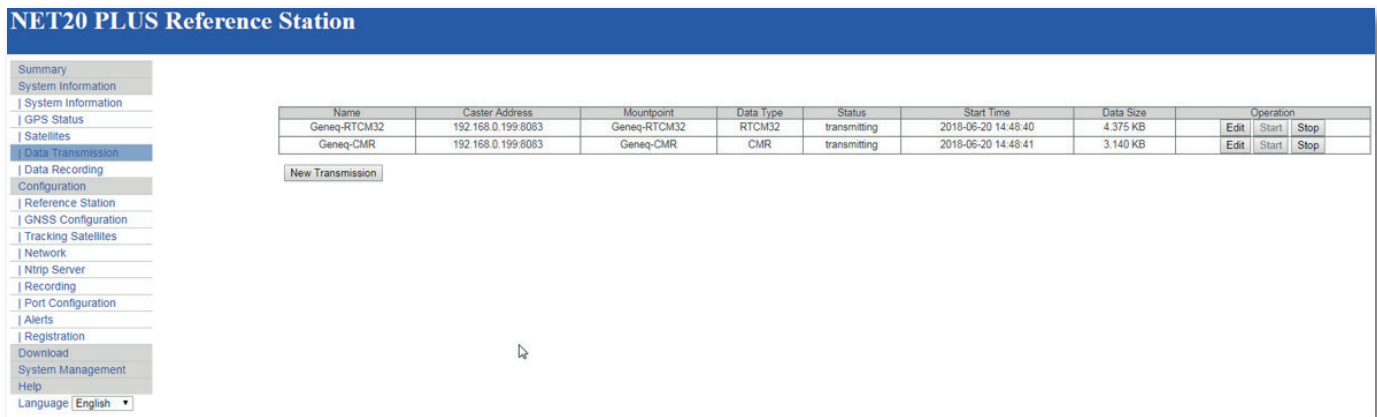 NET20 PLUS Reference Station
Summary
System Information
| System Information
| GPS Status
| Satellites
| Data Transmission
| Data Recording
Configuration
| Reference Station
| GNSS Configuration
| Tracking Satellites
| Network
| Ntrip Server
| Recording
| Port Configuration
| Alerts
| Registration
Download
System Management
Help
Language English
Name Caster Address Mountpoint Data Type Status Start Time Data Size Operation
Geneq-RTCM32 192.168.0.199:8083 Geneq-RTCM32 RTCM32 transmitting 2018-06-20 14:48:40 4.375 KB Edit Start Stop
Geneq-CMR 192.168.0.199:8083 Geneq-CMR CMR transmitting 2018-06-20 14:48:41 3.140 KB Edit Start Stop
New Transmission